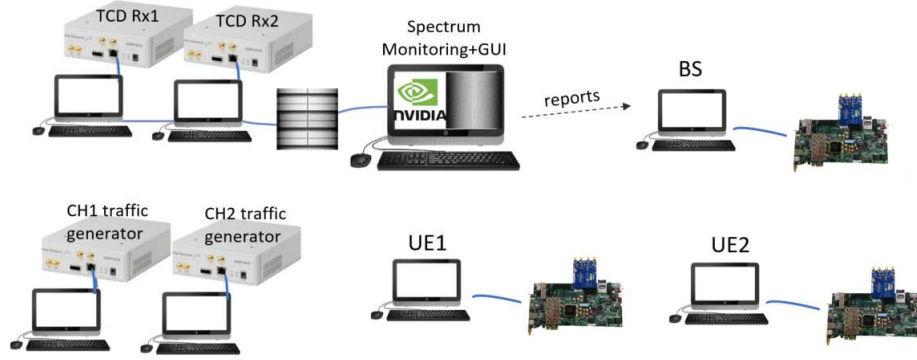 TCD Rx1
TCD Rx2
Spectrum
Monitoring+GUI
NVIDIA
reports
BS
CH1 traffic
generator
CH2 traffic
generator
UE1
UE2